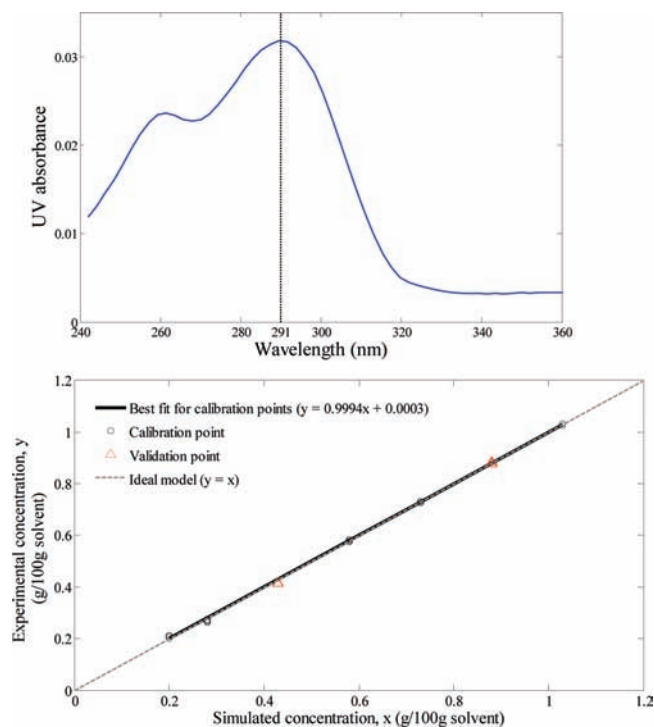 0.03
0.02
0.01
0
UV absorbance
240 260 280 291 300 320 340 360
Wavelength (nm)
1.2
1
0.8
0.6
0.4
0.2
0
Experimental concentration, y
(g/100g solvent)
Best fit for calibration points (y = 0.9994x + 0.0003)
Calibration point
Validation point
Ideal model (y = x)
0 0.2 0.4 0.6 0.8 1 1.2
Simulated concentration, x (g/100g solvent)